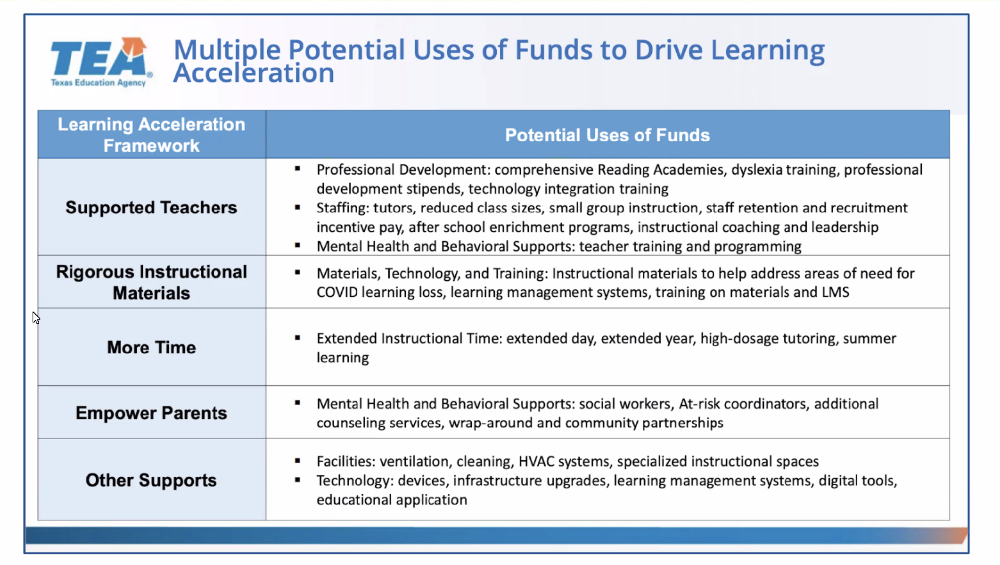 TEA
®
Texas Education Agency
Multiple Potential Uses of Funds to Drive Learning
Acceleration
Learning Acceleration
Framework
Potential Uses of Funds
Supported Teachers
▪ Professional Development: comprehensive Reading Academies, dyslexia training, professional
development stipends, technology integration training
▪ Staffing: tutors, reduced class sizes, small group instruction, staff retention and recruitment
incentive pay, after school enrichment programs, instructional coaching and leadership
▪ Mental Health and Behavioral Supports: teacher training and programming
Rigorous Instructional
Materials
▪ Materials, Technology, and Training: Instructional materials to help address areas of need for
COVID learning loss, learning management systems, training on materials and LMS
More Time
▪ Extended Instructional Time: extended day, extended year, high-dosage tutoring, summer
learning
Empower Parents
▪ Mental Health and Behavioral Supports: social workers, At-risk coordinators, additional
counseling services, wrap-around and community partnerships
Other Supports
▪ Facilities: ventilation, cleaning, HVAC systems, specialized instructional spaces
▪ Technology: devices, infrastructure upgrades, learning management systems, digital tools,
educational application